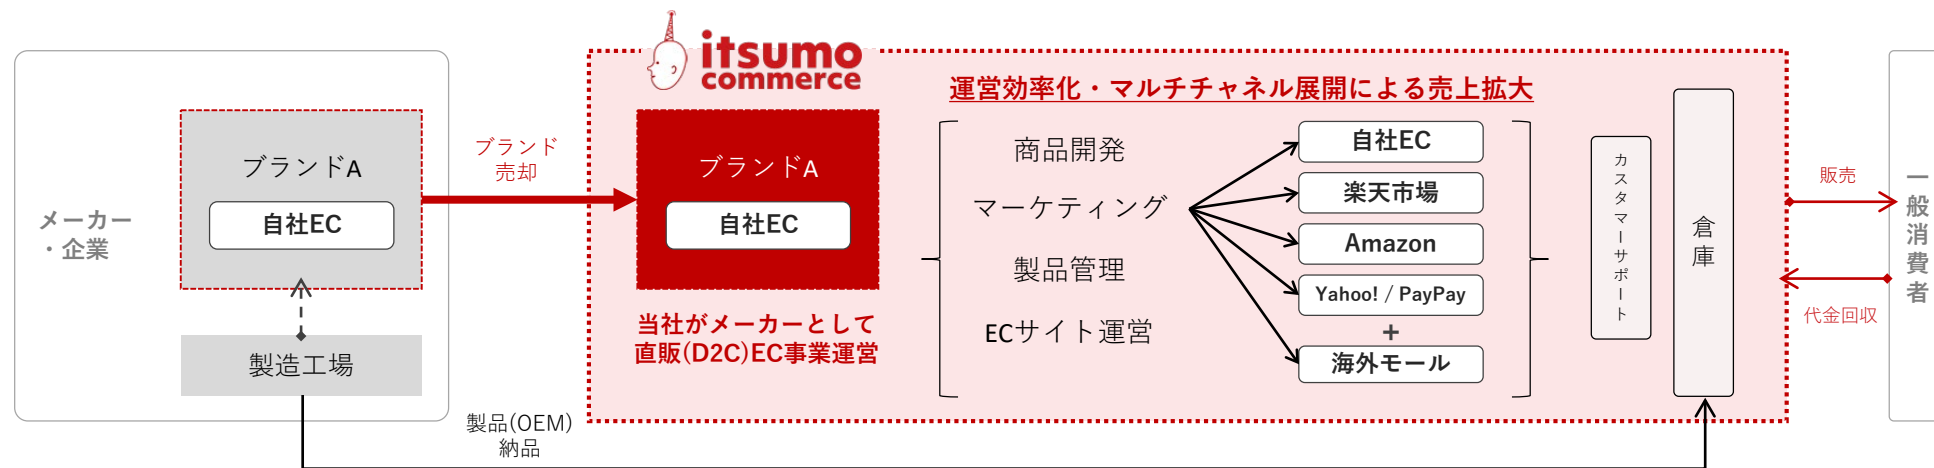 メーカー
・企業
ブランドA
自社EC
製造工場
ブランド
売却
製品(OEM)
納品
itsumo
commerce
ブランドA
自社EC
当社がメーカーとして
直販(D2C)EC事業運営
運営効率化・マルチチャネル展開による売上拡大
商品開発
マーケティング
製品管理
ECサイト運営
自社EC
楽天市場
Amazon
Yahoo! / PayPay
+
海外モール
カスタマーサポート
倉庫
販売
代金回収
一般消費者